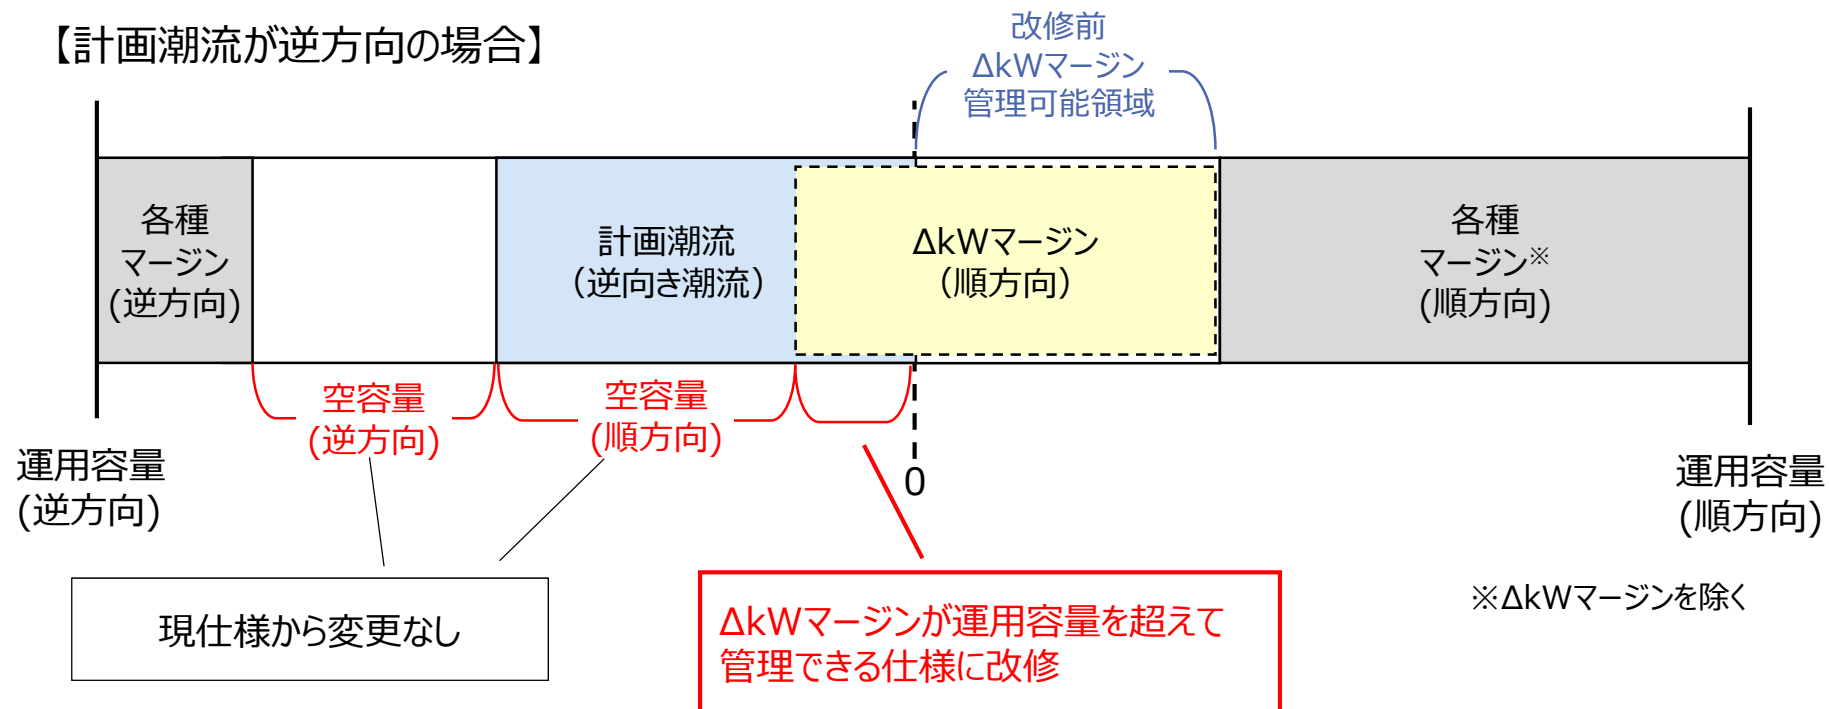 【計画潮流が逆方向の場合】
改修前
ΔkWマージン
管理可能領域
各種
マージン
(逆方向)
計画潮流
（逆向き潮流）
ΔkWマージン
（順方向）
各種
マージン※
(順方向)
空容量
(逆方向)
空容量
(順方向)
運用容量
(逆方向)
0
運用容量
(順方向)
現仕様から変更なし
ΔkWマージンが運用容量を超えて
管理できる仕様に改修
※ΔkWマージンを除く